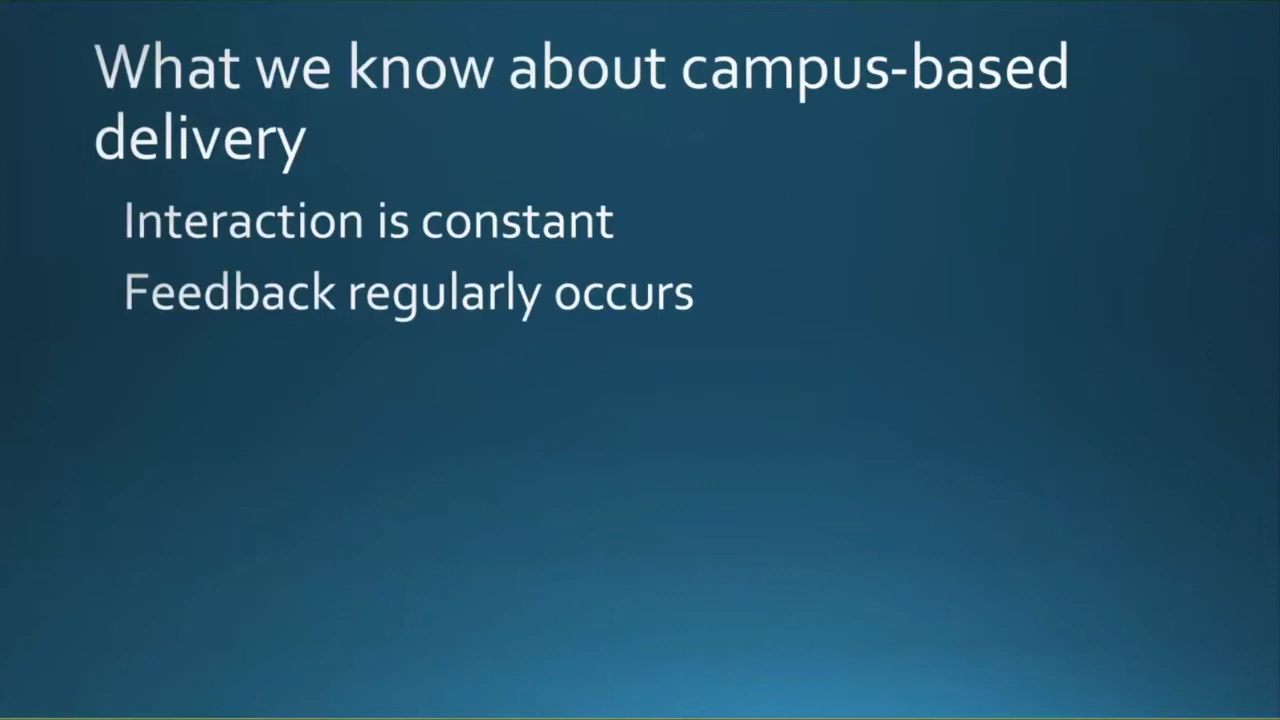 What we know about campus-based
delivery
Interaction is constant
Feedback regularly occurs